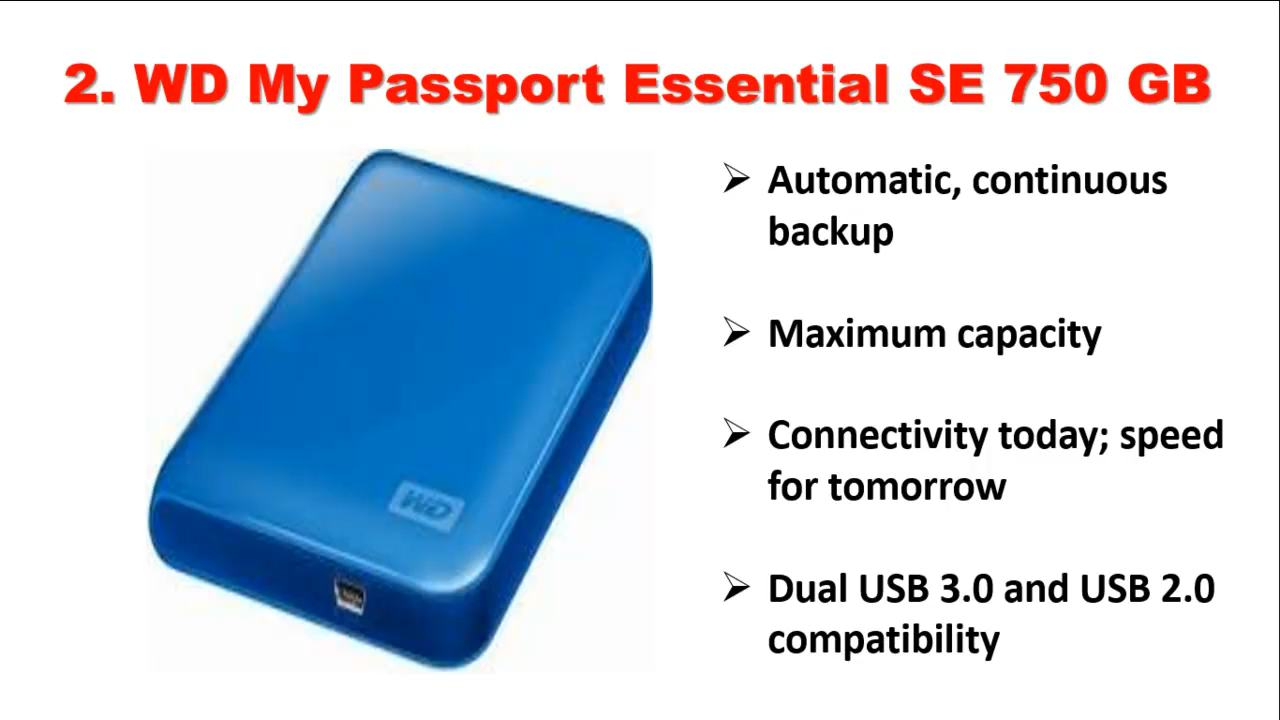 2. WD My Passport Essential SE 750 GB
Automatic, continuous
backup
Maximum capacity
Connectivity today; speed
for tomorrow
Dual USB 3.0 and USB 2.0
compatibility
WD